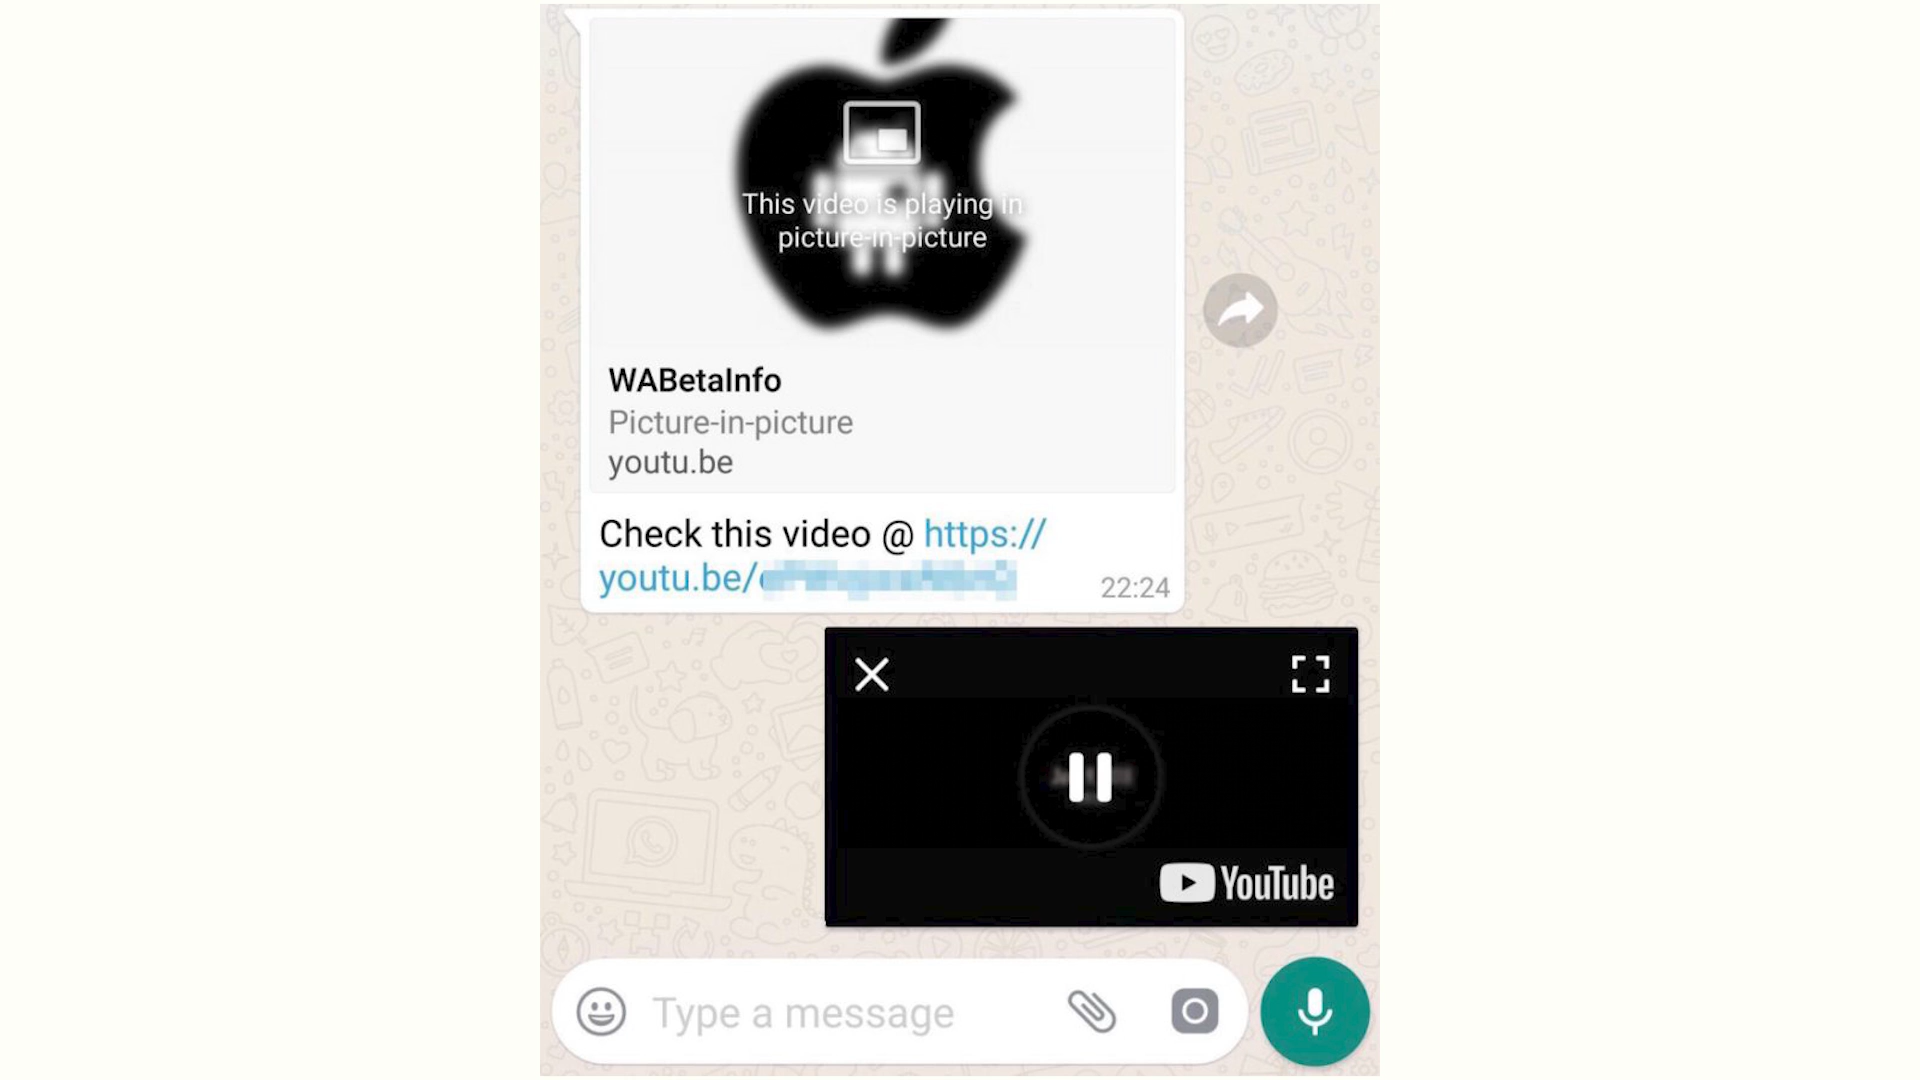 This video is playing in
picture-in-picture
WABetaInfo
Picture-in-picture
youtu.be
Check this video @ https://
youtu.be/
22:24
YouTube
Type a message